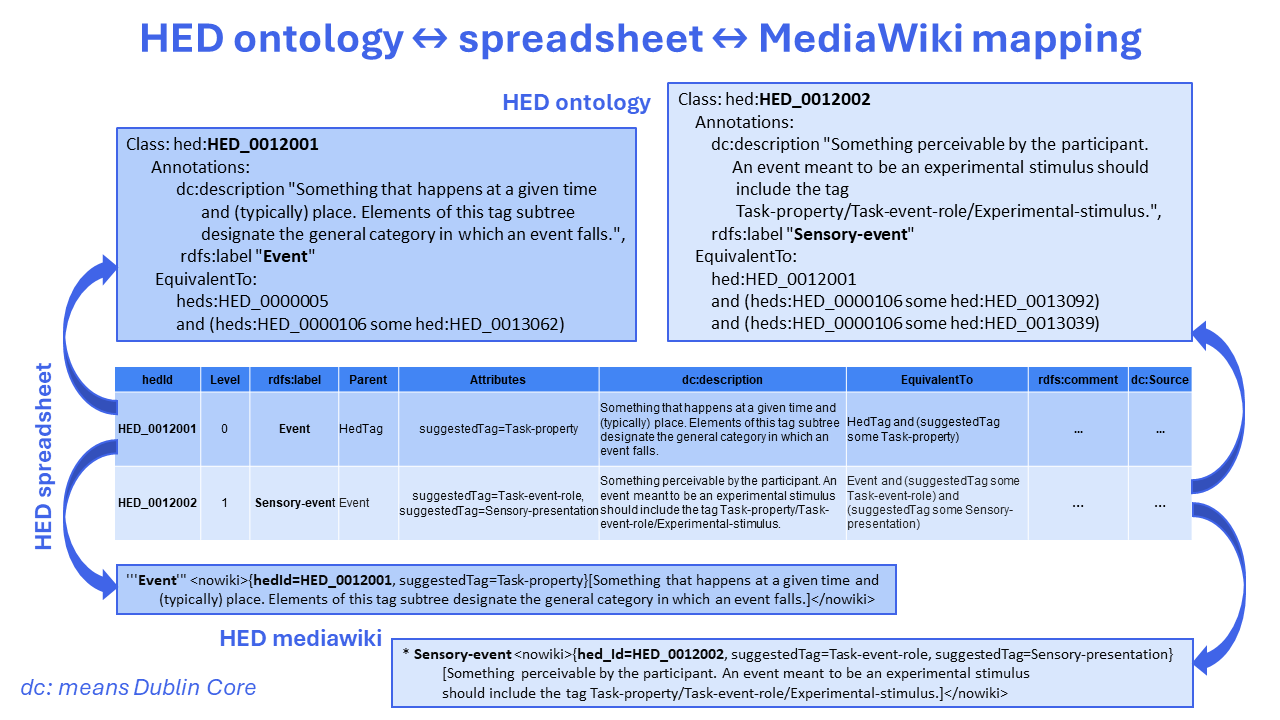 HED ontology ↔ spreadsheet ↔ MediaWiki mapping
HED ontology
Class: hed:HED_0012001
Annotations:
dc:description "Something that happens at a given time
and (typically) place. Elements of this tag subtree
designate the general category in which an event falls.",
rdfs:label "Event"
EquivalentTo:
heds:HED_0000005
and (heds:HED_0000106 some hed:HED_0013062)
Class: hed:HED_0012002
Annotations:
dc:description "Something perceivable by the participant.
An event meant to be an experimental stimulus should
include the tag
Task-property/Task-event-role/Experimental-stimulus.",
rdfs:label "Sensory-event"
EquivalentTo:
hed:HED_0012001
and (heds:HED_0000106 some hed:HED_0013092)
and (heds:HED_0000106 some hed:HED_0013039)
HED spreadsheet
hedId Level rdfs:label Parent Attributes dc:description EquivalentTo rdfs:comment dc:Source
HED_0012001 0 Event HedTag suggestedTag=Task-property
Something that happens at a given time and
(typically) place. Elements of this tag subtree
designate the general category in which an
event falls.
HedTag and (suggestedTag
some Task-property)
... ...
HED_0012002 1 Sensory-event Event
suggestedTag=Task-event-role,
suggestedTag=Sensory-presentation
Something perceivable by the participant. An
event meant to be an experimental stimulus
should include the tag Task-property/Task-
event-role/Experimental-stimulus.
Event and (suggestedTag some
Task-event-role) and
(suggestedTag some Sensory-
presentation)
... ...
'''Event'" <nowiki>{hedId=HED_0012001, suggestedTag=Task-property}[Something that happens at a given time and
(typically) place. Elements of this tag subtree designate the general category in which an event falls.]</nowiki>
HED mediawiki
* Sensory-event <nowiki>{hed_Id=HED_0012002, suggestedTag=Task-event-role, suggestedTag=Sensory-presentation}
[Something perceivable by the participant. An event meant to be an experimental stimulus
should include the tag Task-property/Task-event-role/Experimental-stimulus.]</nowiki>
dc: means Dublin Core